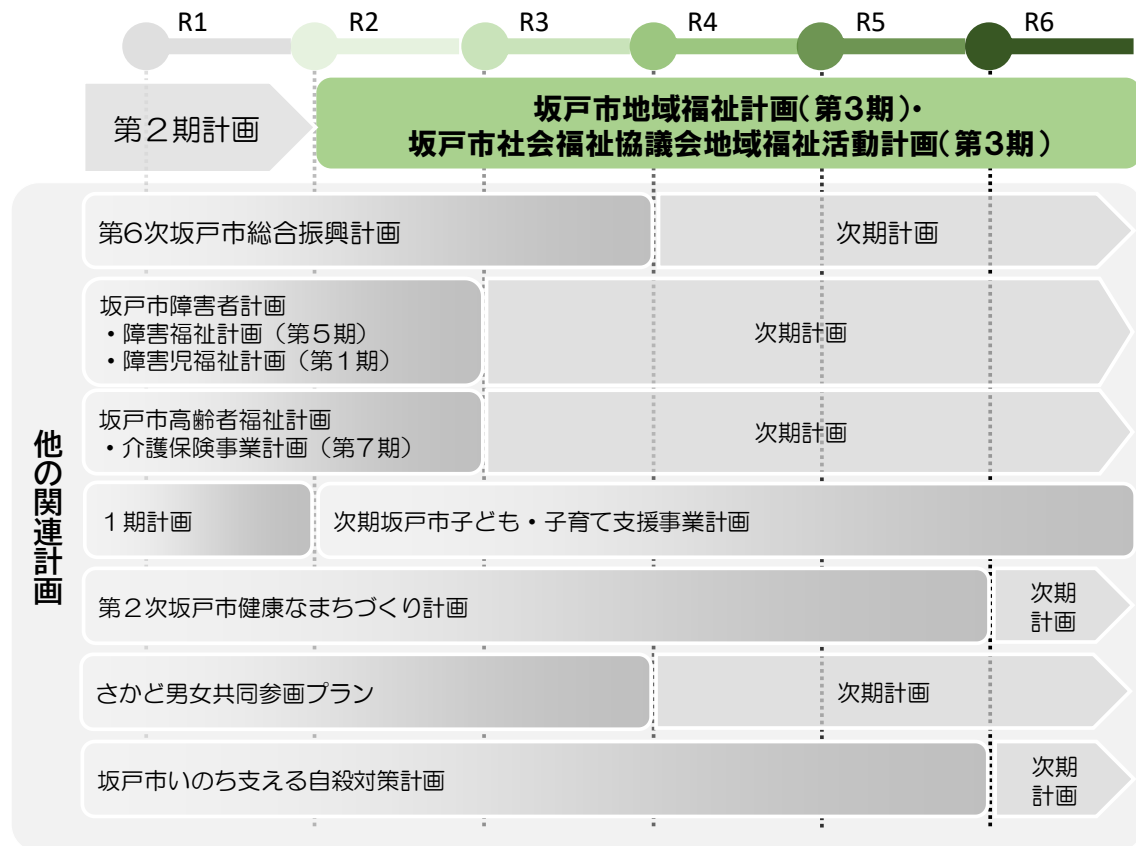 R1
R2
R3
R4
R5
R6
第2期計画
坂戸市地域福祉計画(第3期)・
坂戸市社会福祉協議会地域福祉活動計画(第3期)
他の関連計画
第6次坂戸市総合振興計画
次期計画
坂戸市障害者計画
・障害福祉計画(第5期)
・障害児福祉計画(第1期)
次期計画
坂戸市高齢者福祉計画
・介護保険事業計画(第7期)
次期計画
1期計画
次期坂戸市子ども・子育て支援事業計画
第2次坂戸市健康なまちづくり計画
次期
計画
さかど男女共同参画プラン
次期計画
坂戸市いのち支える自殺対策計画
次期
計画